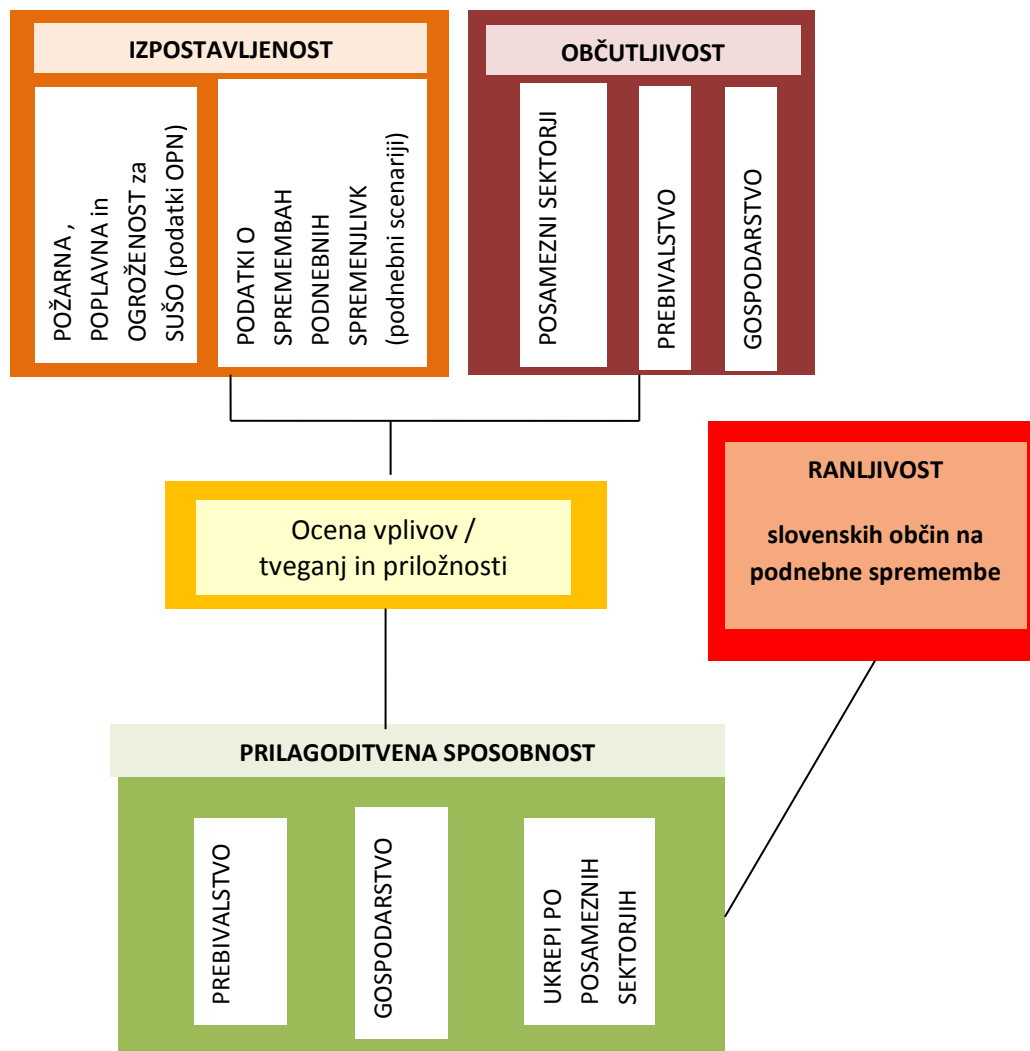 IZPOSTAVLJENOST
POŽARNA ,
POPLAVNA in
OGROŽENOST za
SUŠO (podatki OPN)
PODATKI O
SPREMEMBAH
PODNEBNIH
SPREMENJLIVK
(podnebni scenariji)
OBČUTLJIVOST
POSAMEZNI SEKTORJI
PREBIVALSTVO
GOSPODARSTVO
Ocena vplivov /
tveganj in priložnosti
RANLJIVOST
slovenskih občin na
podnebne spremembe
PRILAGODITVENA SPOSOBNOST
PREBIVALSTVO
GOSPODARSTVO
UKREPI PO
POSAMEZNIH
SEKTORJIH